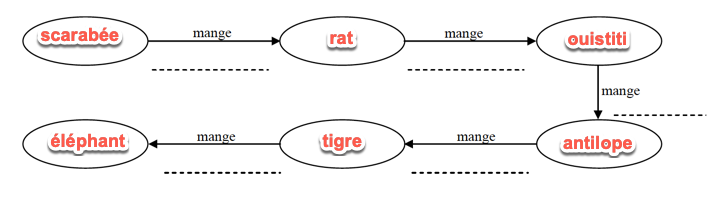 scarabée mange rat mange ouistiti
mange
éléphant mange tigre mange antilope